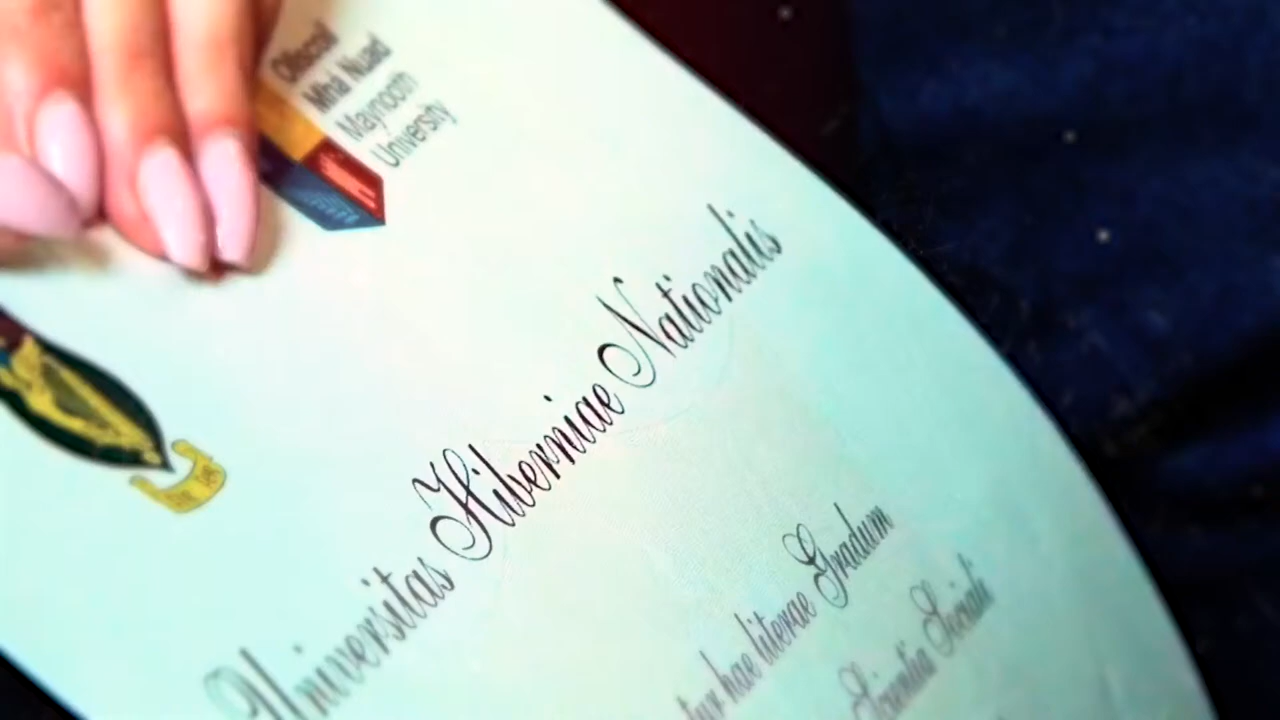 Ollscoil
Mhá Nuad
Maynooth
University
Universitas Hiberniae Nationalis
hae literae Gradum
Scientia Sociali